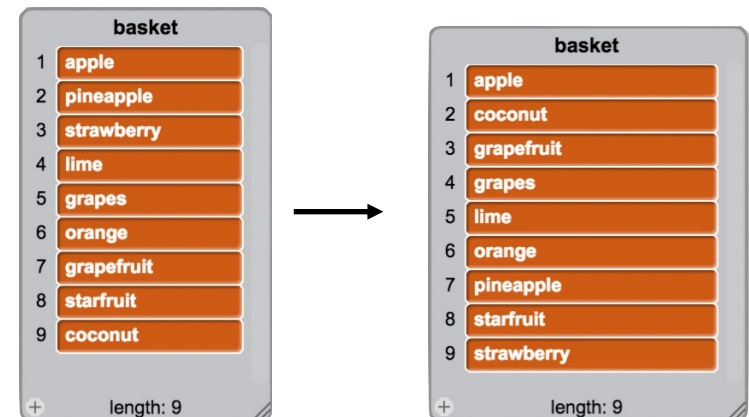 basket
1 apple
2 pineapple
3 strawberry
4 lime
5 grapes
6 orange
7 grapefruit
8 starfruit
9 coconut
+ length: 9
basket
1 apple
2 coconut
3 grapefruit
4 grapes
5 lime
6 orange
7 pineapple
8 starfruit
9 strawberry
+ length: 9